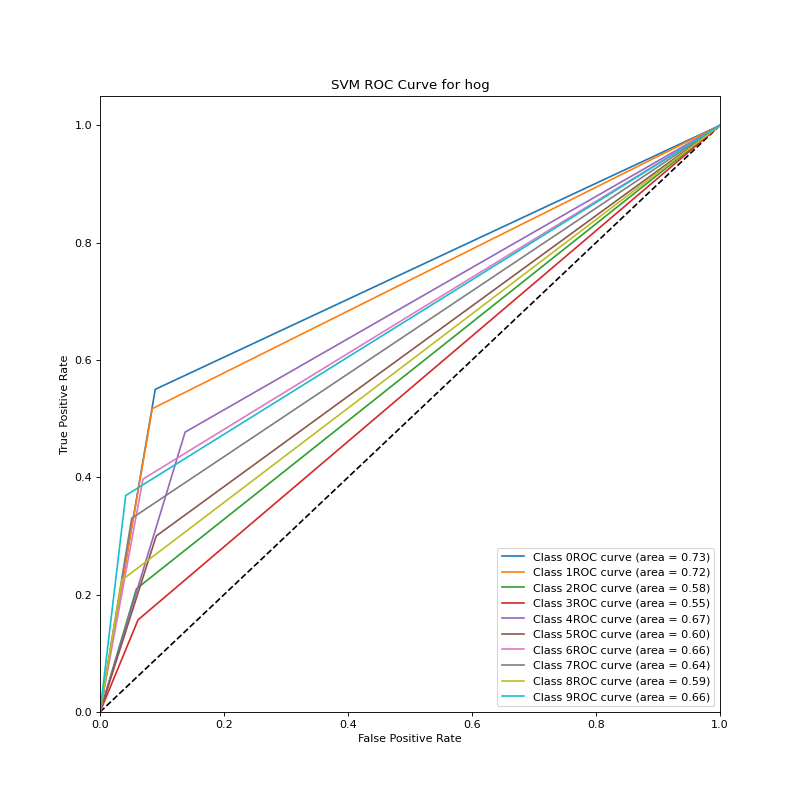 SVM ROC Curve for hog
1.0
0.8
0.6
0.4
0.2
0.0
True Positive Rate
0.0 0.2 0.4 0.6 0.8 1.0
False Positive Rate
Class 0ROC curve (area = 0.73)
Class 1ROC curve (area = 0.72)
Class 2ROC curve (area = 0.58)
Class 3ROC curve (area = 0.55)
Class 4ROC curve (area = 0.67)
Class 5ROC curve (area = 0.60)
Class 6ROC curve (area = 0.66)
Class 7ROC curve (area = 0.64)
Class 8ROC curve (area = 0.59)
Class 9ROC curve (area = 0.66)